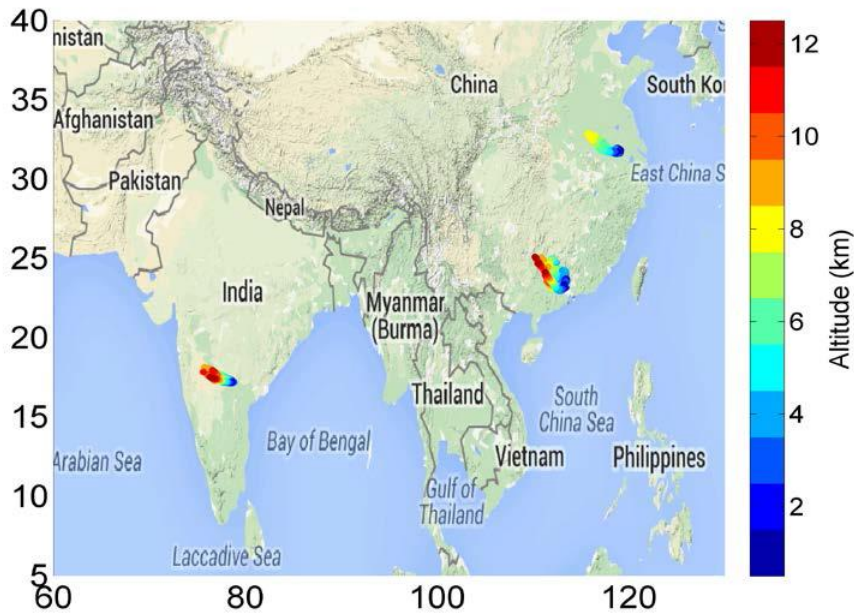 40
35
30
25
20
15
10
5
60
80
100
120
nistan
Afghanistan
Pakistan
Nepal
India
China
South Ko
East China S
Myanmar
(Burma)
Thailand
Vietnam
South
China Sea
Philippines
Bay of Bengal
Arabian Sea
Gulf of
Thailand
Laccadive Sea
12
10
8
6
4
2
Altitude (km)